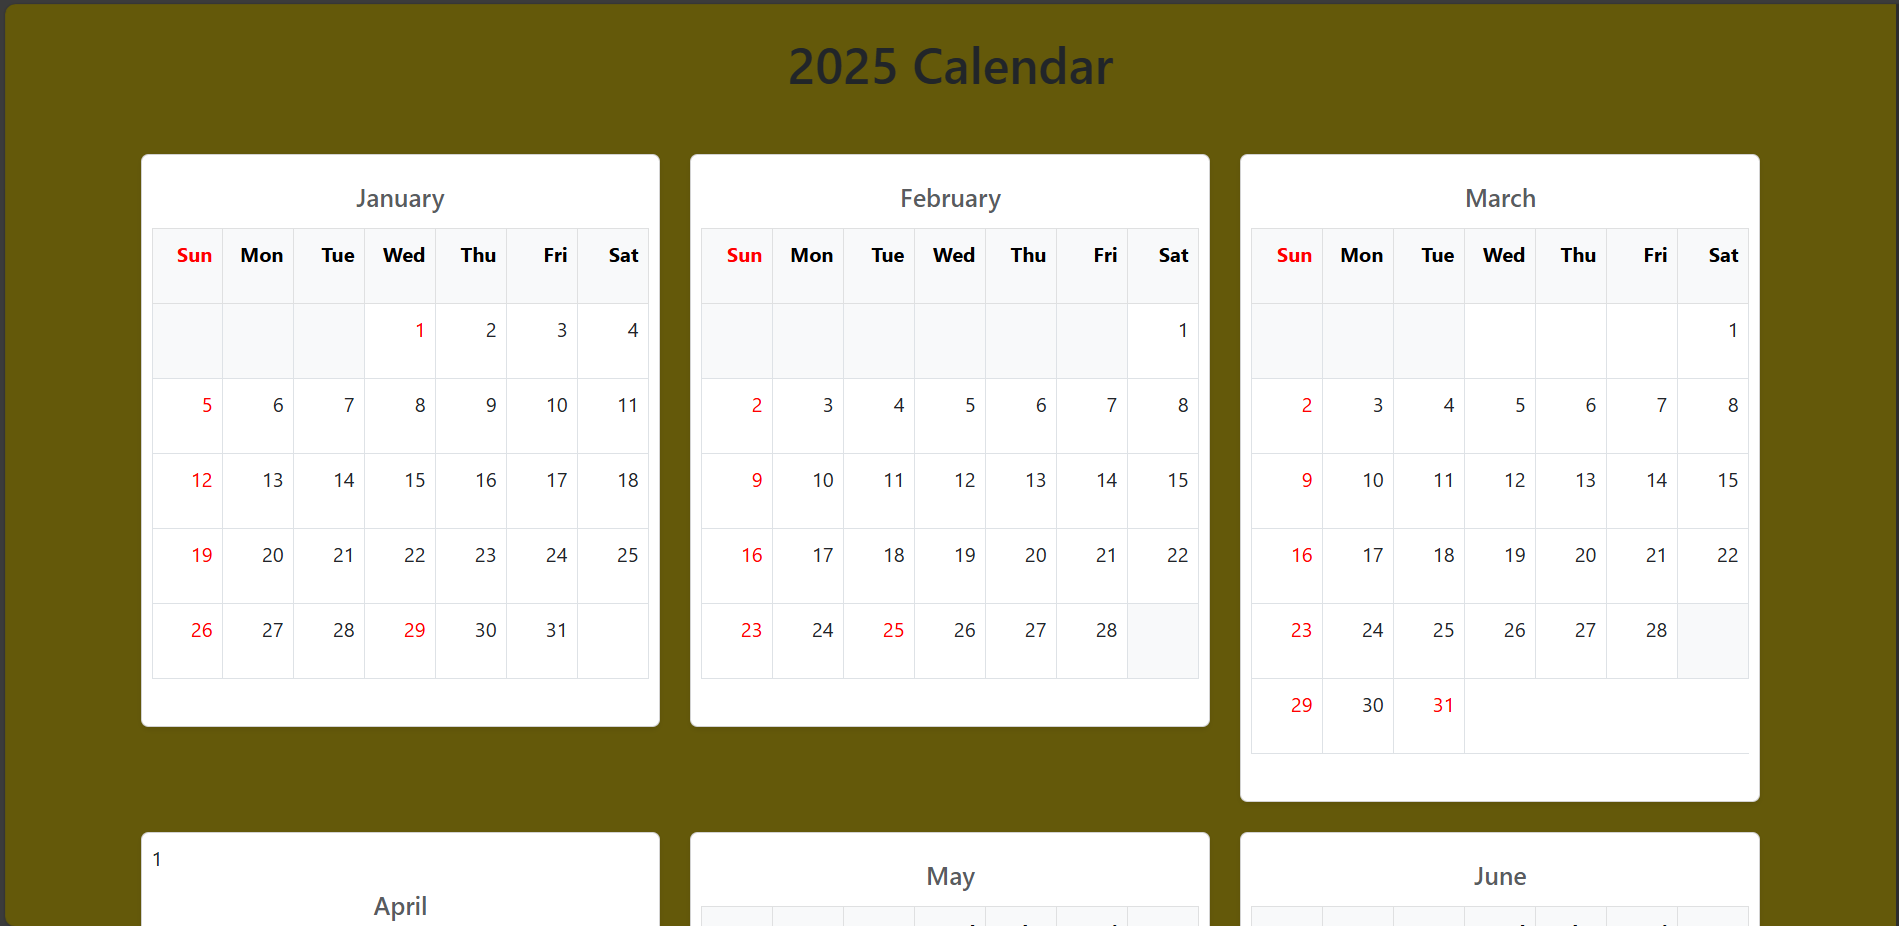 2025 Calendar
January
Sun Mon Tue Wed Thu Fri Sat
1 2 3 4
5 6 7 8 9 10 11
12 13 14 15 16 17 18
19 20 21 22 23 24 25
26 27 28 29 30 31
February
Sun Mon Tue Wed Thu Fri Sat
1
2 3 4 5 6 7 8
9 10 11 12 13 14 15
16 17 18 19 20 21 22
23 24 25 26 27 28
March
Sun Mon Tue Wed Thu Fri Sat
1
2 3 4 5 6 7 8
9 10 11 12 13 14 15
16 17 18 19 20 21 22
23 24 25 26 27 28
29 30 31
1
April
May
June